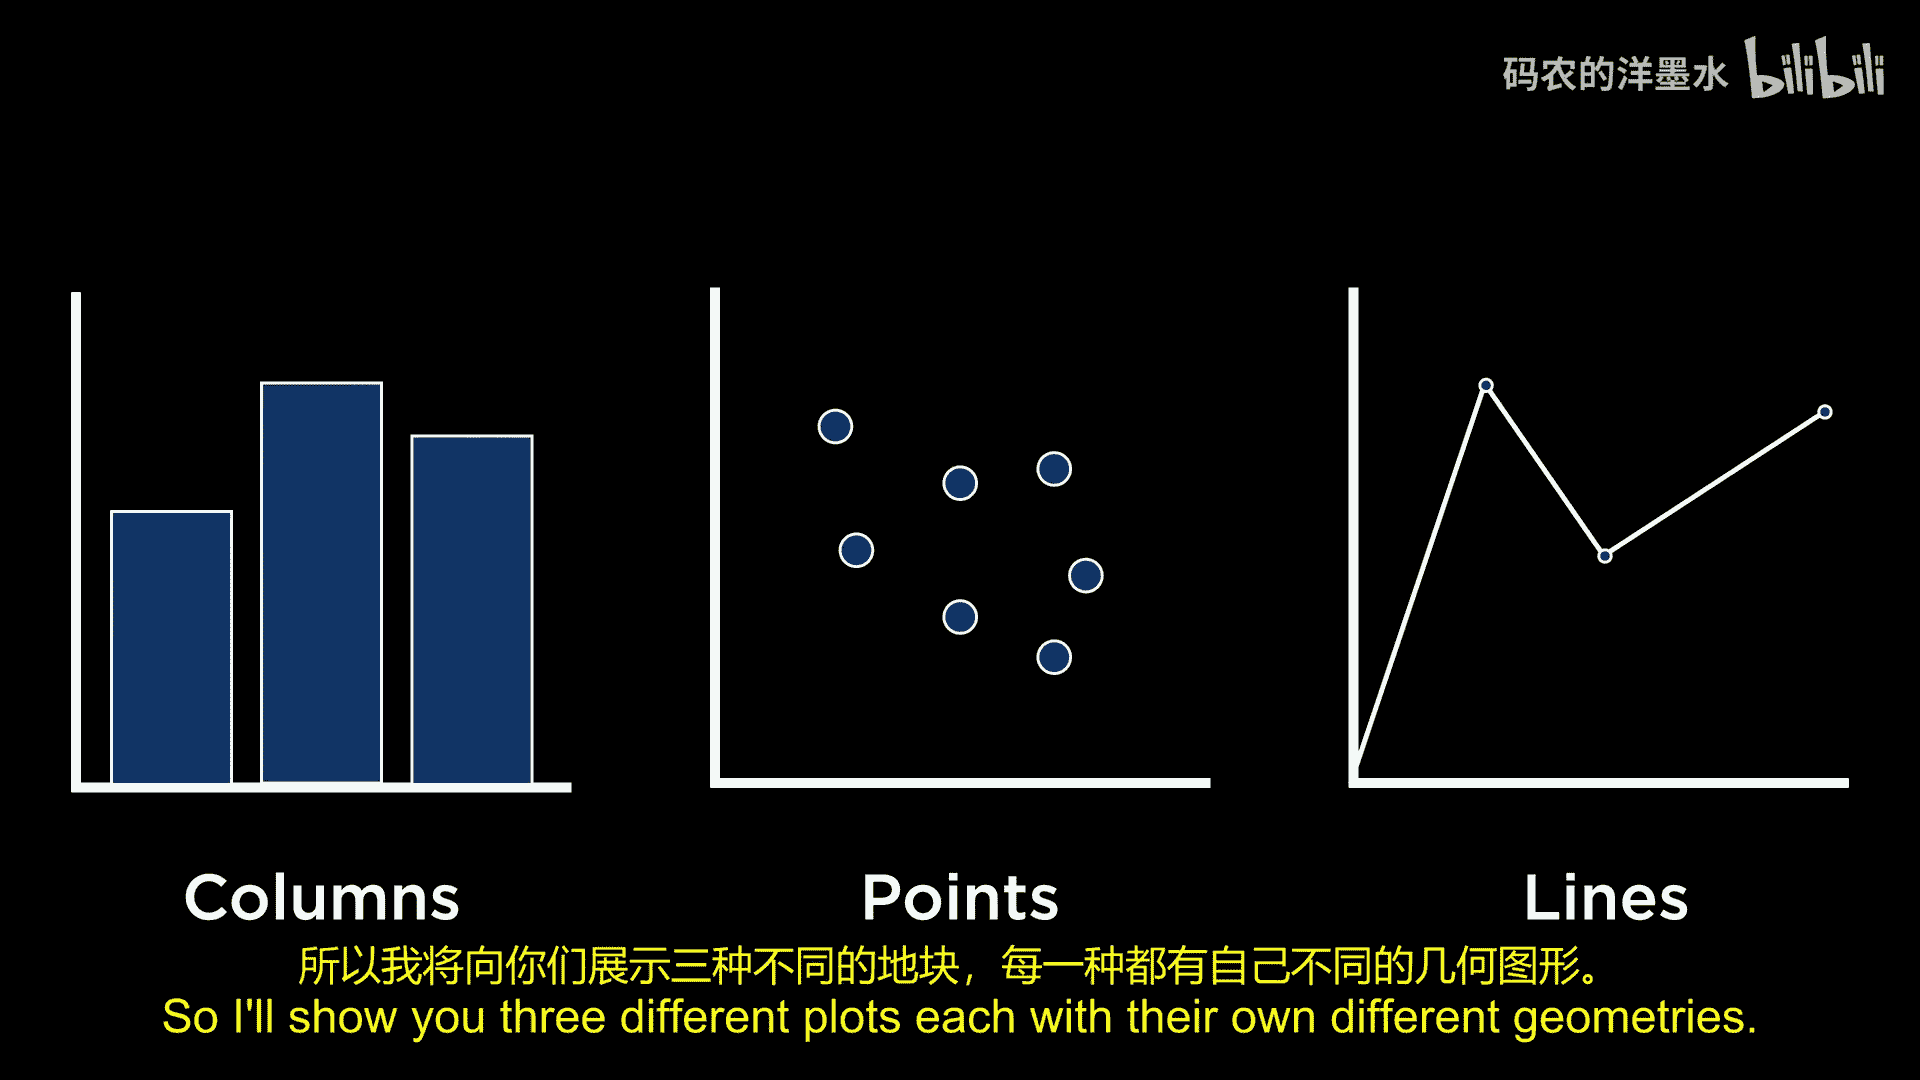 码农的洋墨水 bilibili
Columns Points Lines
所以我将向你们展示三种不同的地块，每一种都有自己不同的几何图形。
So I'll show you three different plots each with their own different geometries.